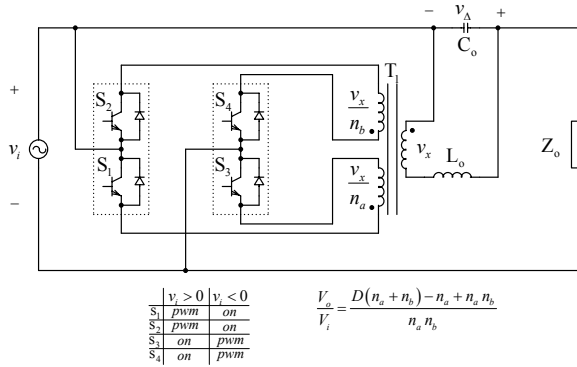 − v_Δ +
C_o
T_1
S_2
S_4
v_x / n_b
+
v_i
−
v_x
L_o
Z_o
S_1
S_3
v_x / n_a
v_i > 0 v_i < 0
S_1 pwm on
S_2 pwm on
S_3 on pwm
S_4 on pwm
V_o / V_i = (D(n_a + n_b) − n_a + n_a n_b) / (n_a n_b)